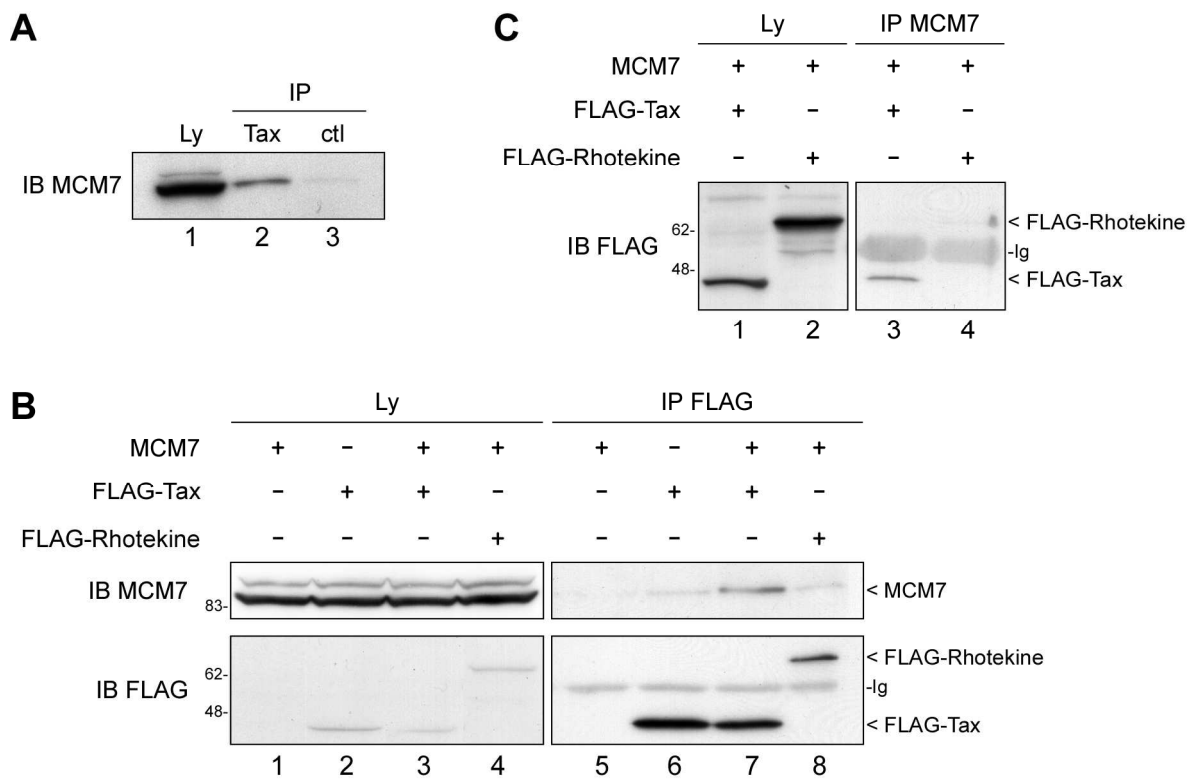 A
IP
Ly Tax ctl
IB MCM7
1 2 3
C
Ly IP MCM7
MCM7 + + + +
FLAG-Tax + − + −
FLAG-Rhotekine − + − +
IB FLAG
62-
48-
< FLAG-Rhotekine
-Ig
< FLAG-Tax
1 2 3 4
B
Ly IP FLAG
MCM7 + − + + + − + +
FLAG-Tax − + + − − + + −
FLAG-Rhotekine − − − + − − − +
IB MCM7
83-
< MCM7
IB FLAG
62-
48-
< FLAG-Rhotekine
-Ig
< FLAG-Tax
1 2 3 4 5 6 7 8